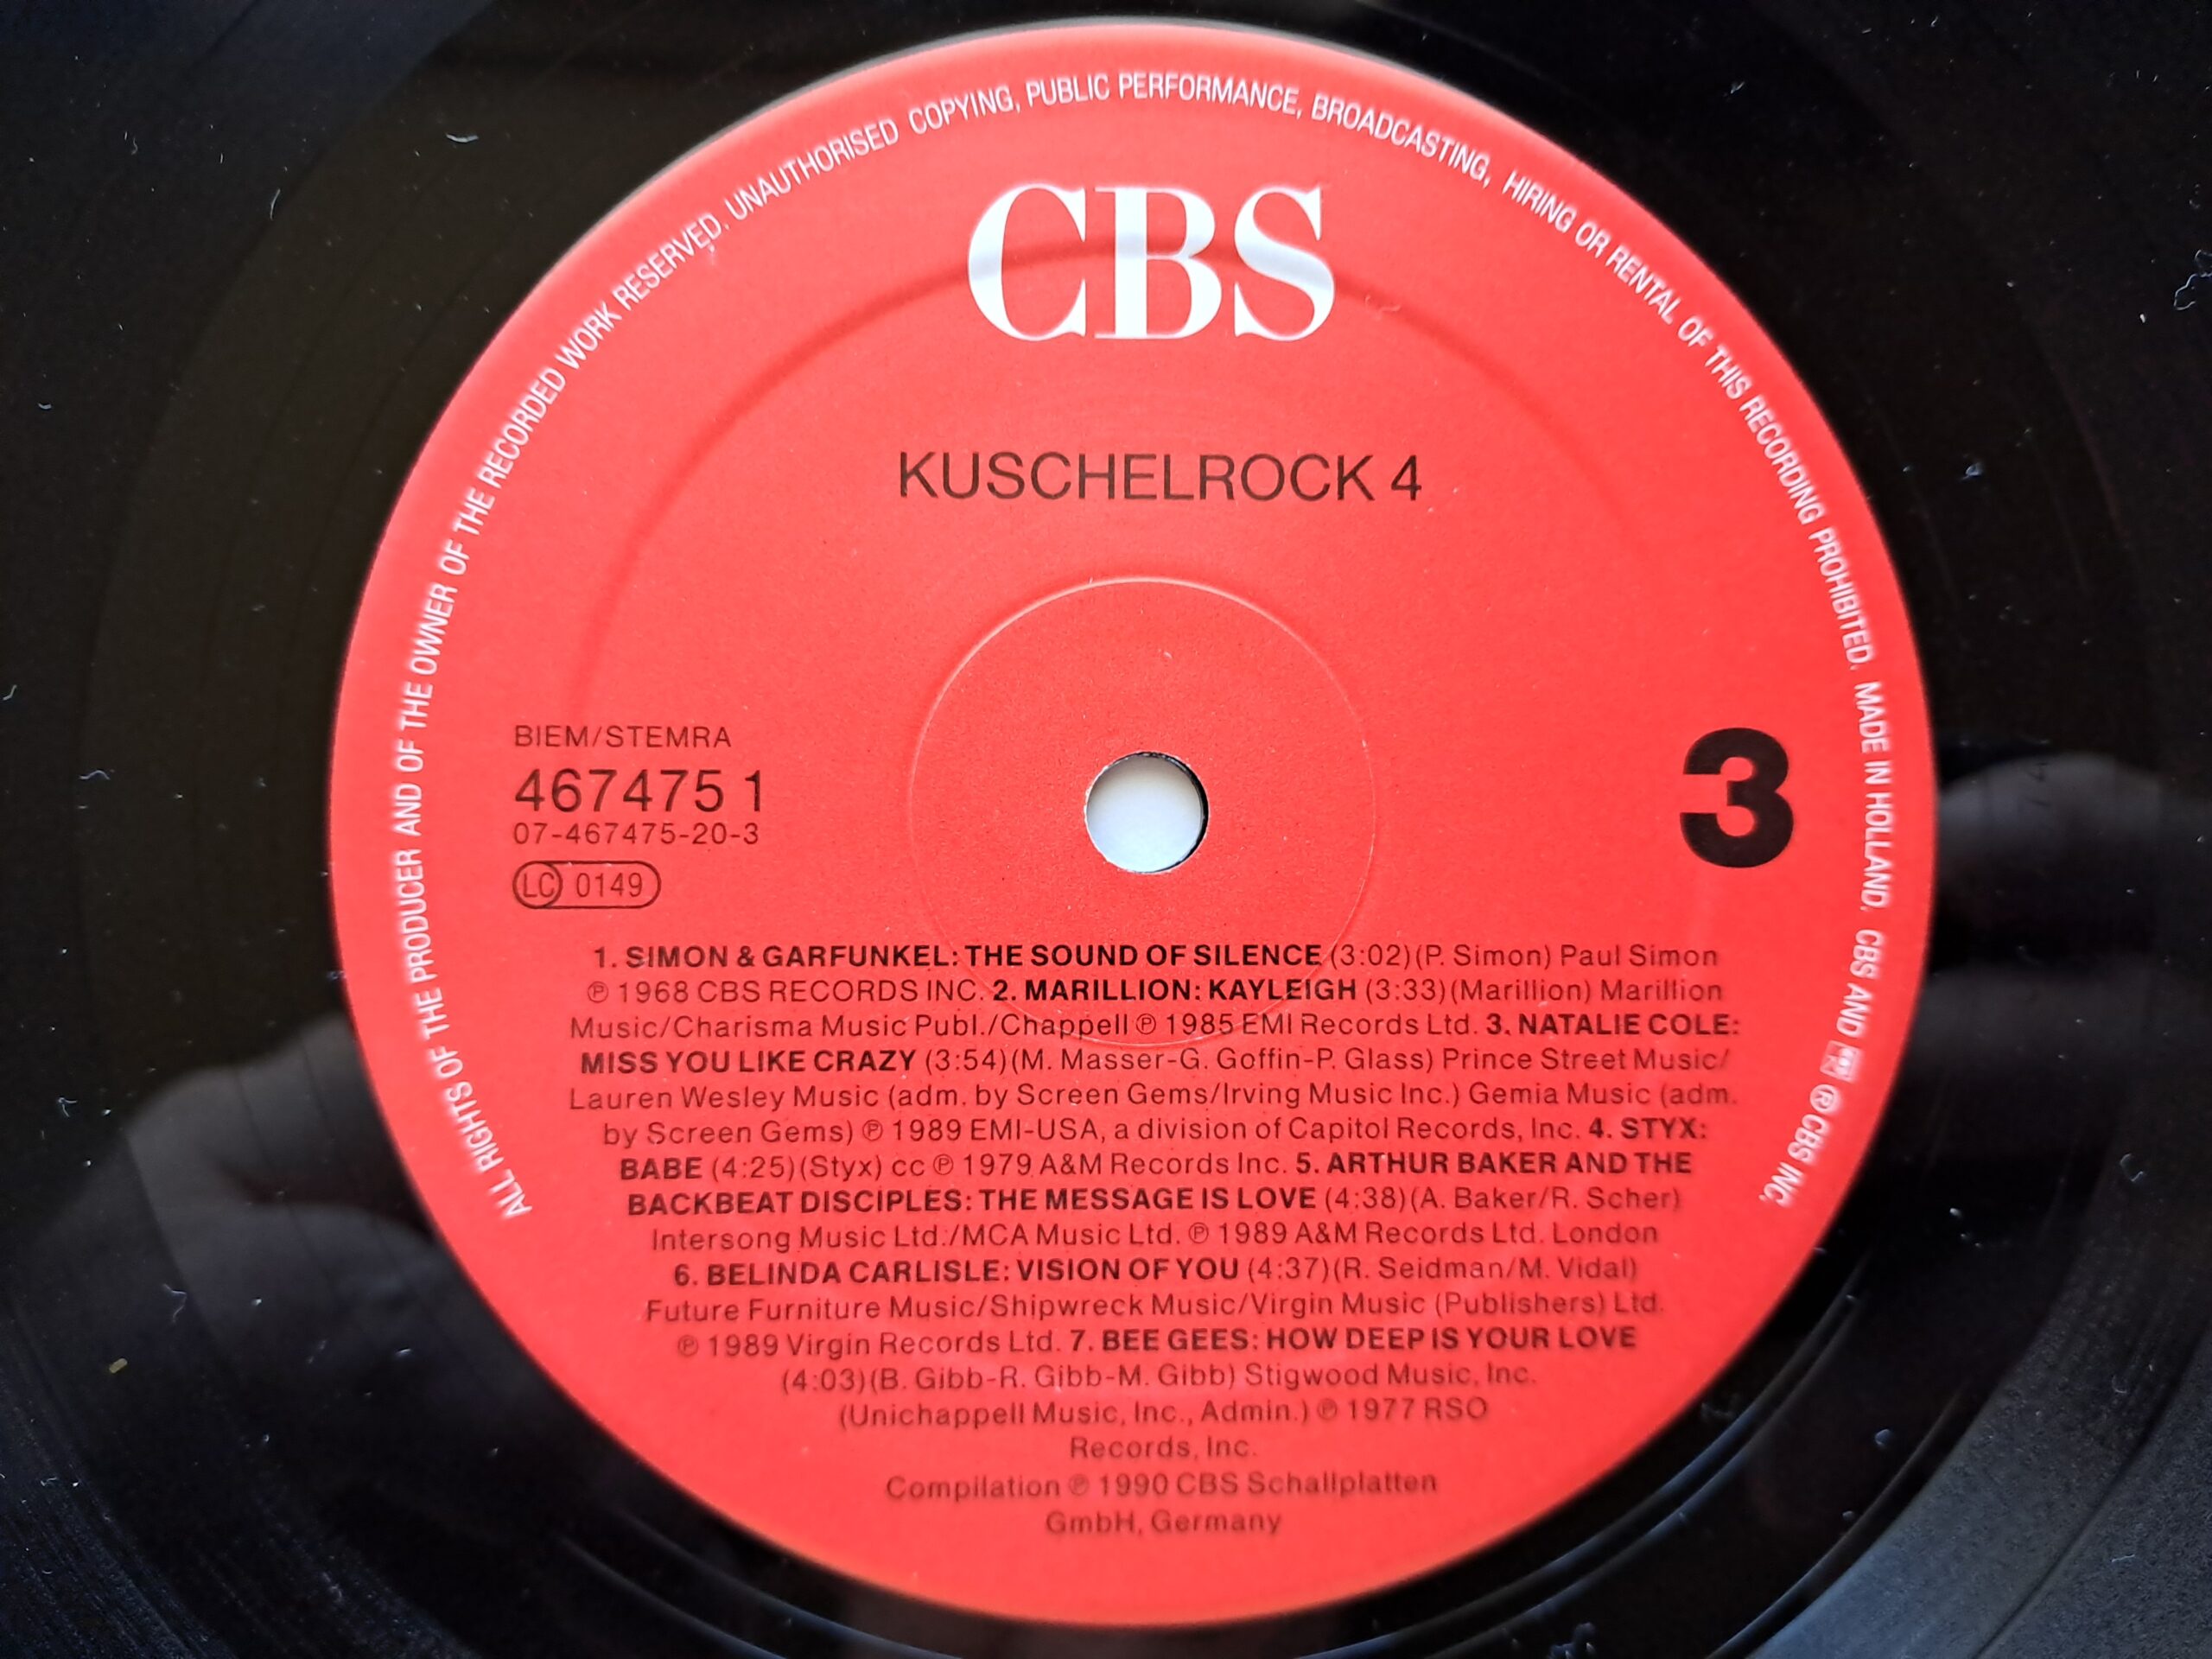 ALL RIGHTS OF THE PRODUCER AND OF THE OWNER OF THE RECORDED WORK RESERVED, UNAUTHORISED COPYING, PUBLIC PERFORMANCE, BROADCASTING, HIRING OR RENTAL OF THIS RECORDING PROHIBITED. MADE IN HOLLAND. CBS AND ® CBS INC.
CBS
KUSCHELROCK 4
BIEM/STEMRA
467475 1
07-467475-20-3
LC 0149
3
1. SIMON & GARFUNKEL: THE SOUND OF SILENCE (3:02)(P. Simon) Paul Simon
℗ 1968 CBS RECORDS INC. 2. MARILLION: KAYLEIGH (3:33)(Marillion) Marillion
Music/Charisma Music Publ./Chappell ℗ 1985 EMI Records Ltd. 3. NATALIE COLE:
MISS YOU LIKE CRAZY (3:54)(M. Masser-G. Goffin-P. Glass) Prince Street Music/
Lauren Wesley Music (adm. by Screen Gems/Irving Music Inc.) Gemia Music (adm.
by Screen Gems) ℗ 1989 EMI-USA, a division of Capitol Records, Inc. 4. STYX:
BABE (4:25)(Styx) cc ℗ 1979 A&M Records Inc. 5. ARTHUR BAKER AND THE
BACKBEAT DISCIPLES: THE MESSAGE IS LOVE (4:38)(A. Baker/R. Scher)
Intersong Music Ltd./MCA Music Ltd. ℗ 1989 A&M Records Ltd. London
6. BELINDA CARLISLE: VISION OF YOU (4:37)(R. Seidman/M. Vidal)
Future Furniture Music/Shipwreck Music/Virgin Music (Publishers) Ltd.
℗ 1989 Virgin Records Ltd. 7. BEE GEES: HOW DEEP IS YOUR LOVE
(4:03)(B. Gibb-R. Gibb-M. Gibb) Stigwood Music, Inc.
(Unichappell Music, Inc., Admin.) ℗ 1977 RSO
Records, Inc.
Compilation ℗ 1990 CBS Schallplatten
GmbH, Germany